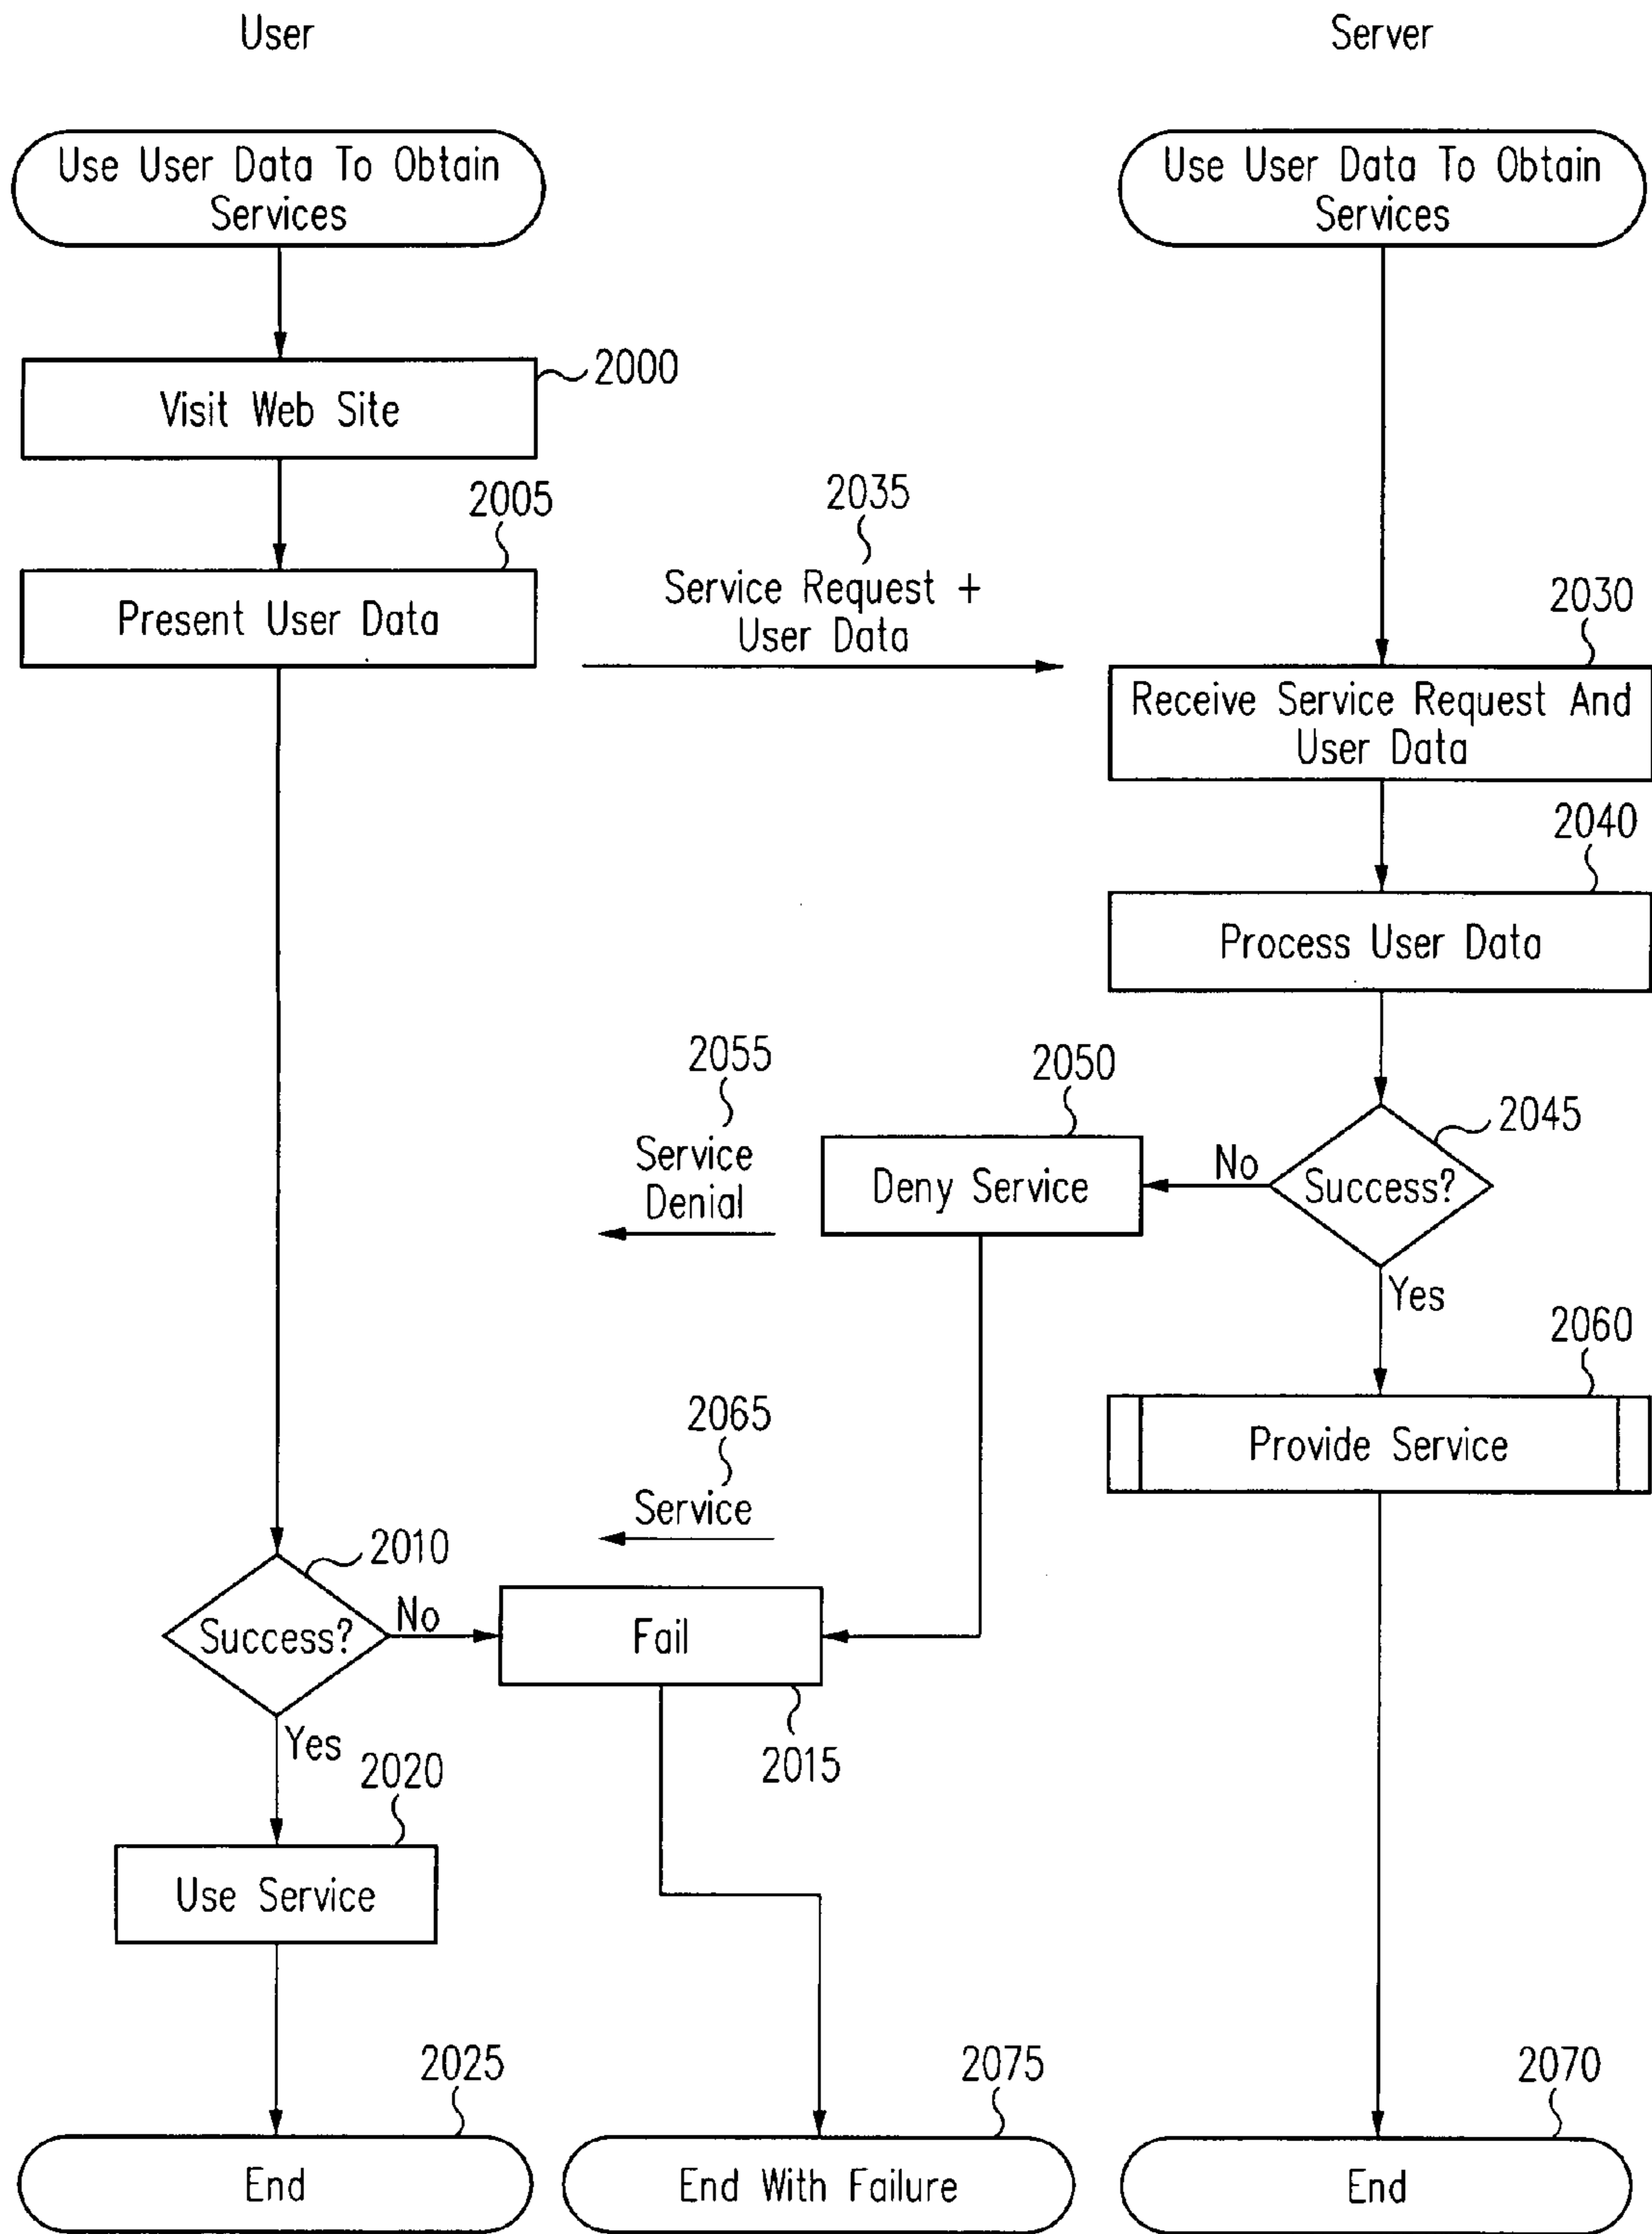 User
Server
Use User Data To Obtain
Services
Use User Data To Obtain
Services
2000
Visit Web Site
2005
Present User Data
2035
Service Request +
User Data
2030
Receive Service Request And
User Data
2040
Process User Data
2055
Service
Denial
2050
Deny Service
No
2045
Success?
Yes
2060
Provide Service
2065
Service
2010
Success?
No
Fail
2015
Yes
2020
Use Service
2025
End
2075
End With Failure
2070
End